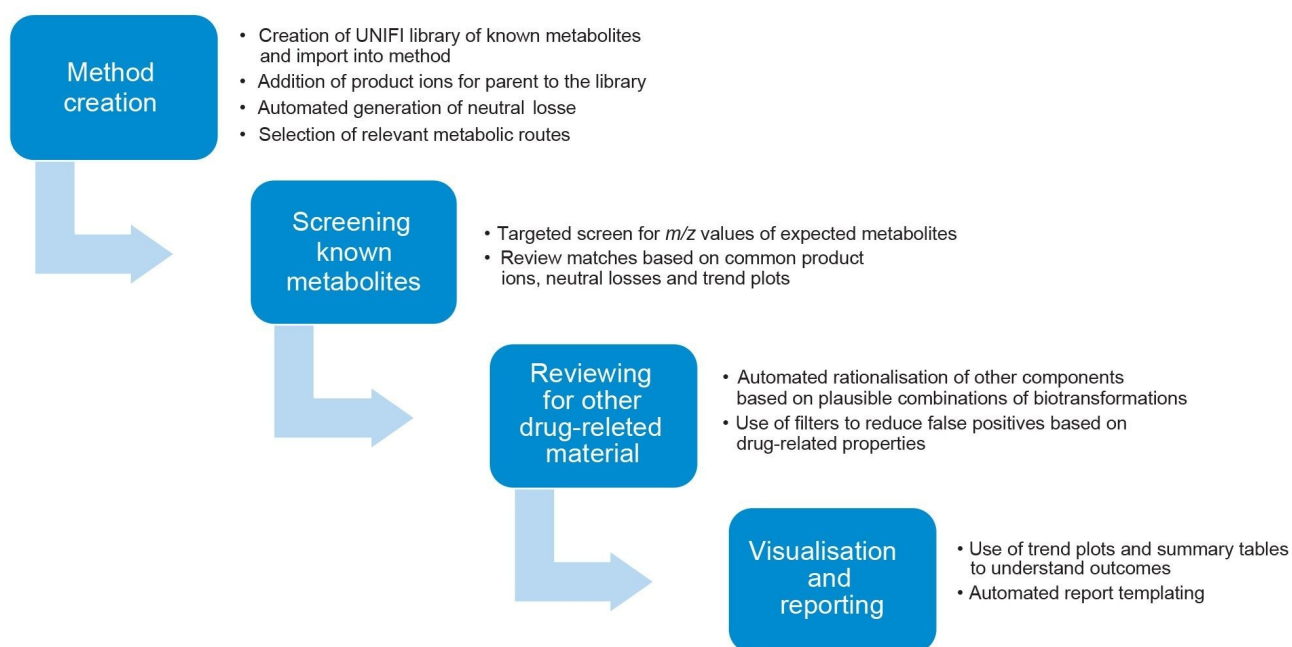 Method
creation
• Creation of UNIFI library of known metabolites
and import into method
• Addition of product ions for parent to the library
• Automated generation of neutral losse
• Selection of relevant metabolic routes
Screening
known
metabolites
• Targeted screen for m/z values of expected metabolites
• Review matches based on common product
ions, neutral losses and trend plots
Reviewing
for other
drug-releted
material
• Automated rationalisation of other components
based on plausible combinations of biotransformations
• Use of filters to reduce false positives based on
drug-related properties
Visualisation
and
reporting
• Use of trend plots and summary tables
to understand outcomes
• Automated report templating